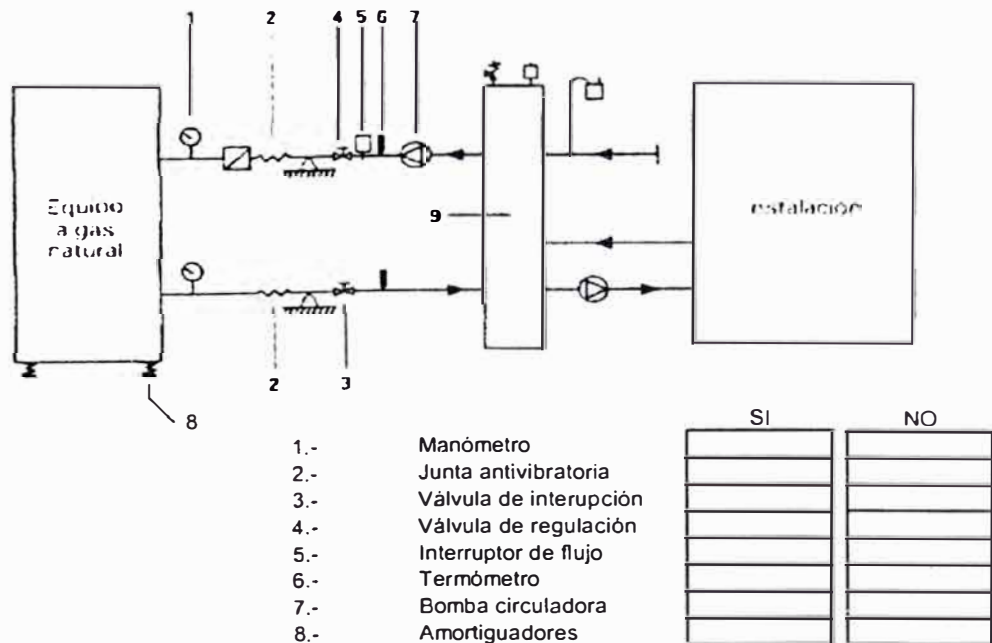 1 2 4 5 6 7
Equipo
a gas
natural
9
2 3
8
SI NO
1.- Manómetro
2.- Junta antivibratoria
3.- Válvula de interupción
4.- Válvula de regulación
5.- Interruptor de flujo
6.- Termómetro
7.- Bomba circuladora
8.- Amortiguadores